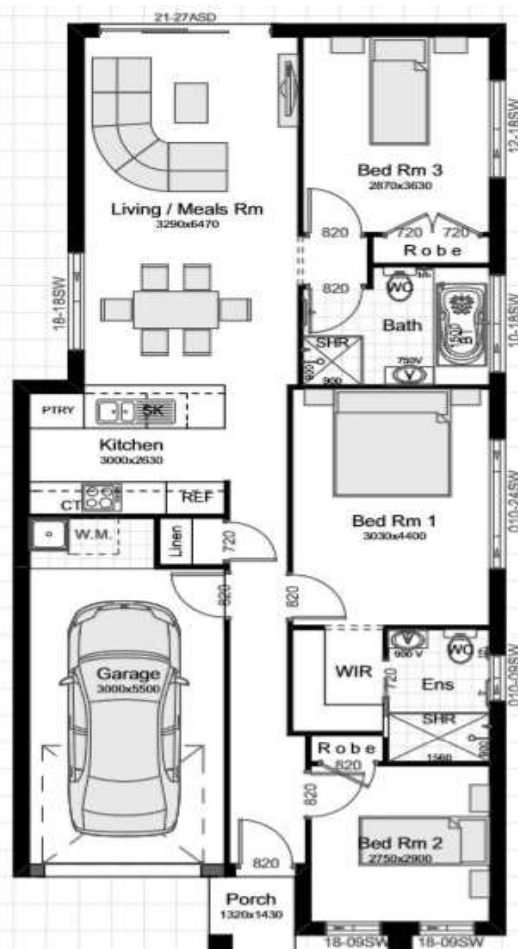 21-27ASD
12-18SW
Bed Rm 3
2870x3630
Living / Meals Rm
3290x6470
820
720
720
Robe
820
WC
18-18SW
10-18SW
Bath
1500
SHR
900
900
750V
PTRY
SK
Kitchen
3000x2630
CT
REF
Bed Rm 1
3030x4400
010-24SW
W.M.
Linen
720
820
820
Garage
3000x5500
WIR
900 V
WC
720
Ens
010-09SW
SHR
1560
900
Robe
820
820
Bed Rm 2
2750x2900
820
Porch
1320x1430
18-09SW
18-09SW